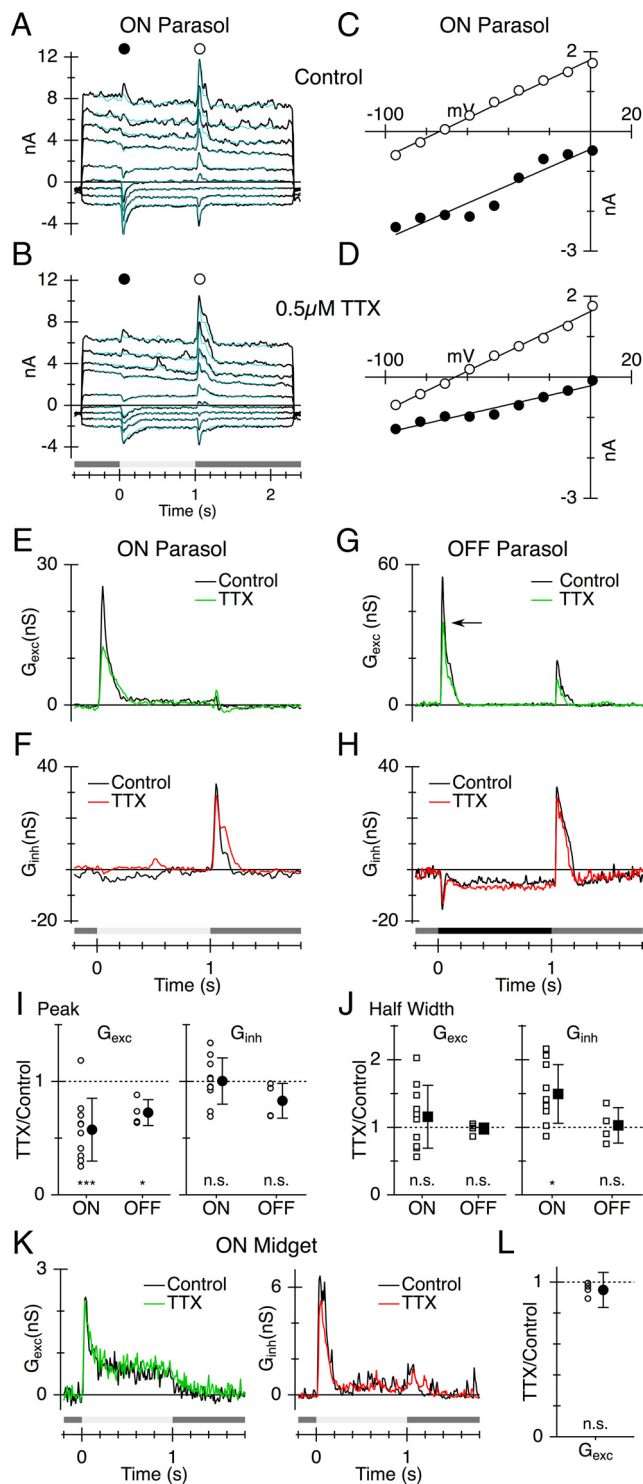 A ON Parasol C ON Parasol
Control
12
8
4
0
-4
nA
2
-100 mV 20
nA
-3
B D
0.5µM TTX
12
8
4
0
-4
nA
0 1 2
Time (s)
2
-100 mV 20
nA
-3
E ON Parasol G OFF Parasol
30
0
Gexc(nS)
Control
TTX
60
0
Gexc (nS)
Control
TTX
F H
40
-20
Ginh(nS)
Control
TTX
40
-20
Ginh(nS)
Control
TTX
0 1
Time (s)
0 1
Time (s)
I Peak J Half Width
Gexc Ginh
1
0
TTX/Control
*** * n.s. n.s.
ON OFF ON OFF
Gexc Ginh
2
1
0
TTX/Control
n.s. n.s. * n.s.
ON OFF ON OFF
K ON Midget L
3
0
Gexc(nS)
Control
TTX
0 1
Time (s)
6
0
Ginh(nS)
Control
TTX
0 1
Time (s)
1
0
TTX/Control
n.s.
Gexc